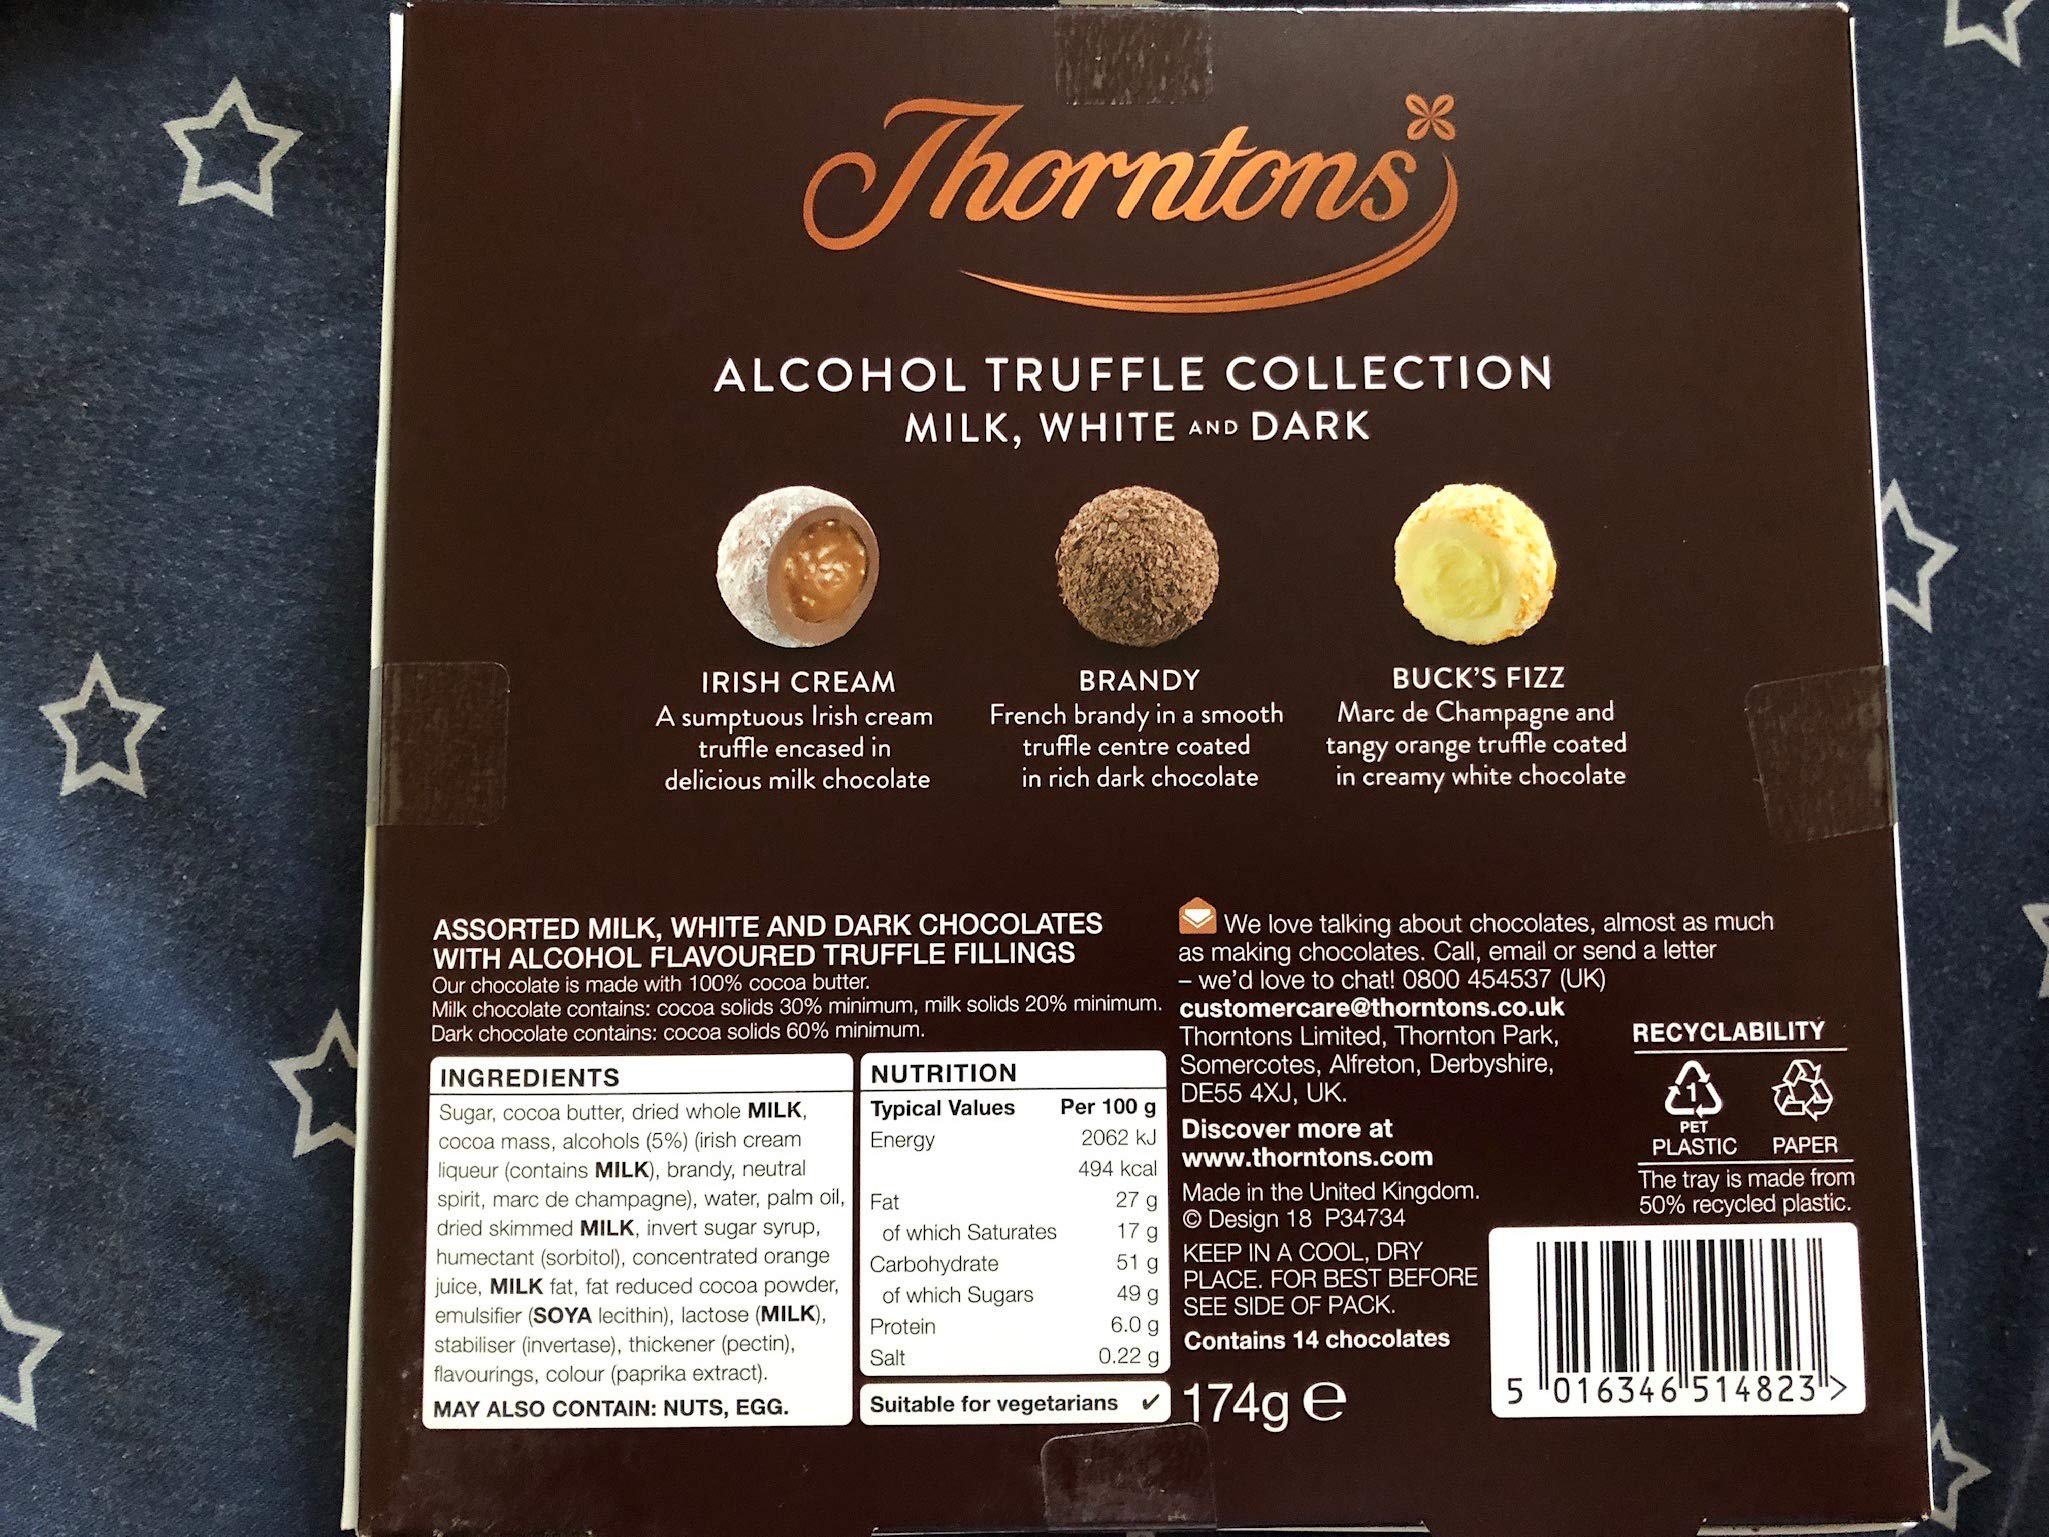 Thorntons
ALCOHOL TRUFFLE COLLECTION
MILK, WHITE AND DARK
IRISH CREAM
A sumptuous Irish cream
truffle encased in
delicious milk chocolate
BRANDY
French brandy in a smooth
truffle centre coated
in rich dark chocolate
BUCK'S FIZZ
Marc de Champagne and
tangy orange truffle coated
in creamy white chocolate
ASSORTED MILK, WHITE AND DARK CHOCOLATES
WITH ALCOHOL FLAVOURED TRUFFLE FILLINGS
Our chocolate is made with 100% cocoa butter.
Milk chocolate contains: cocoa solids 30% minimum, milk solids 20% minimum.
Dark chocolate contains: cocoa solids 60% minimum.
INGREDIENTS
Sugar, cocoa butter, dried whole MILK,
cocoa mass, alcohols (5%) (irish cream
liqueur (contains MILK), brandy, neutral
spirit, marc de champagne), water, palm oil,
dried skimmed MILK, invert sugar syrup,
humectant (sorbitol), concentrated orange
juice, MILK fat, fat reduced cocoa powder,
emulsifier (SOYA lecithin), lactose (MILK),
stabiliser (invertase), thickener (pectin),
flavourings, colour (paprika extract).
MAY ALSO CONTAIN: NUTS, EGG.
NUTRITION
Typical Values Per 100 g
Energy 2062 kJ
494 kcal
Fat 27 g
of which Saturates 17 g
Carbohydrate 51 g
of which Sugars 49 g
Protein 6.0 g
Salt 0.22 g
Suitable for vegetarians ✓
We love talking about chocolates, almost as much
as making chocolates. Call, email or send a letter
– we'd love to chat! 0800 454537 (UK)
customercare@thorntons.co.uk
Thorntons Limited, Thornton Park,
Somercotes, Alfreton, Derbyshire,
DE55 4XJ, UK.
Discover more at
www.thorntons.com
Made in the United Kingdom.
© Design 18 P34734
KEEP IN A COOL, DRY
PLACE. FOR BEST BEFORE
SEE SIDE OF PACK.
Contains 14 chocolates
174g e
RECYCLABILITY
1
PET
PLASTIC PAPER
The tray is made from
50% recycled plastic.
5 016346 514823 >